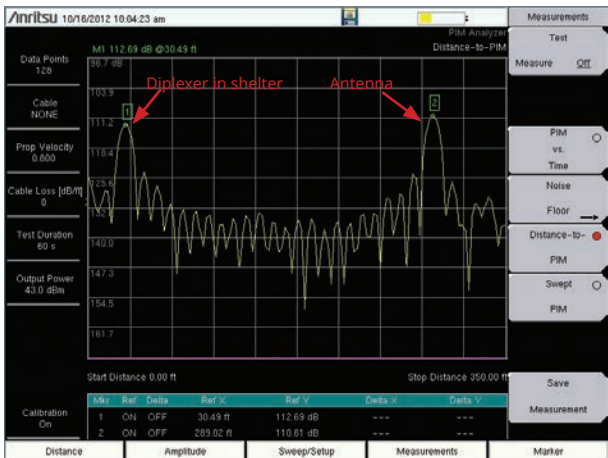 Anritsu 10/16/2012 10:04:23 am
Measurements
PIM Analyzer
M1 112.69 dB @30.49 ft
Distance-to-PIM
Data Points
128
Cable
NONE
Prop Velocity
0.800
Cable Loss [dB/ft]
0
Test Duration
60 s
Output Power
43.0 dBm
Calibration
On
96.7 dB
103.9
111.2
118.4
125.6
132.
140.0
147.3
154.5
161.7
Diplexer in shelter
Antenna
1
2
Start Distance 0.00 ft
Stop Distance 350.00 ft
Mkr Ref Delta Ref X Ref Y Delta X Delta Y
1 ON OFF 30.49 ft 112.69 dB --- ---
2 ON OFF 289.02 ft 110.61 dB --- ---
Test
Measure Off
PIM
vs.
Time
Noise
Floor
Distance-to-
PIM
Swept
PIM
Save
Measurement
Distance
Amplitude
Sweep/Setup
Measurements
Marker